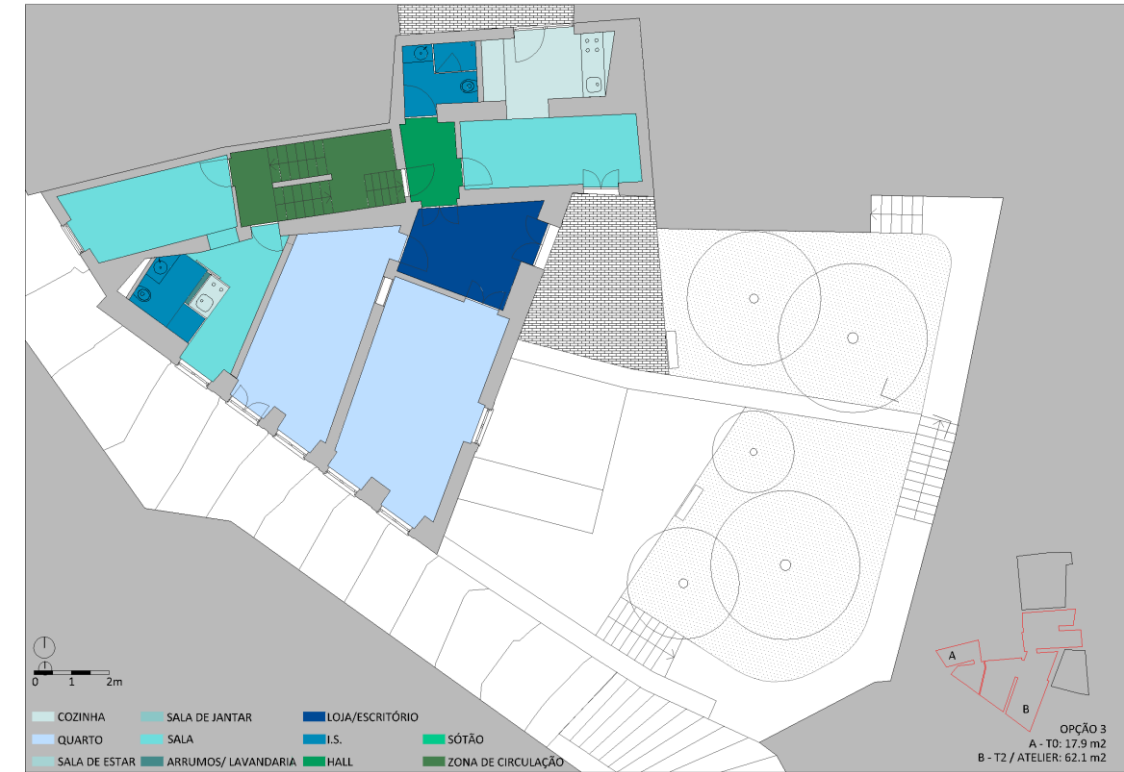 A
B
0 1 2m
COZINHA SALA DE JANTAR LOJA/ESCRITÓRIO
QUARTO SALA I.S. SÓTÃO
SALA DE ESTAR ARRUMOS/ LAVANDARIA HALL ZONA DE CIRCULAÇÃO
OPÇÃO 3
A - T0: 17.9 m2
B - T2 / ATELIER: 62.1 m2